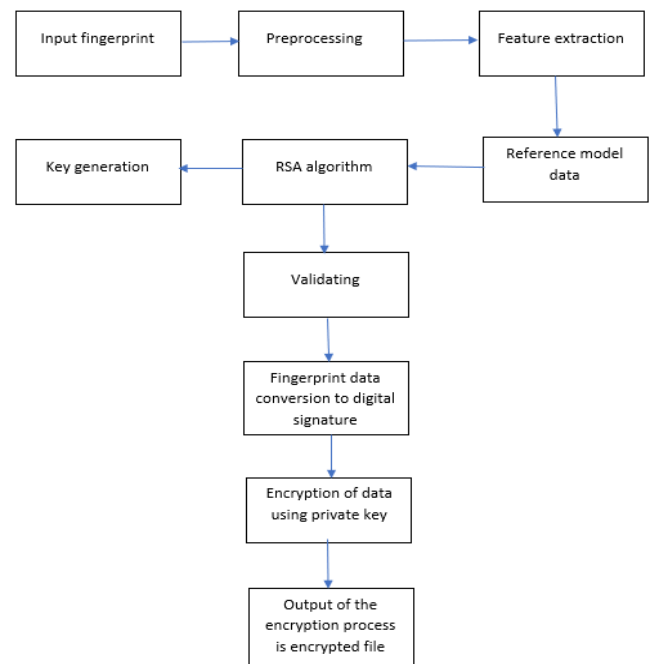 Input fingerprint
Preprocessing
Feature extraction
Key generation
RSA algorithm
Reference model
data
Validating
Fingerprint data
conversion to digital
signature
Encryption of data
using private key
Output of the
encryption process
is encrypted file